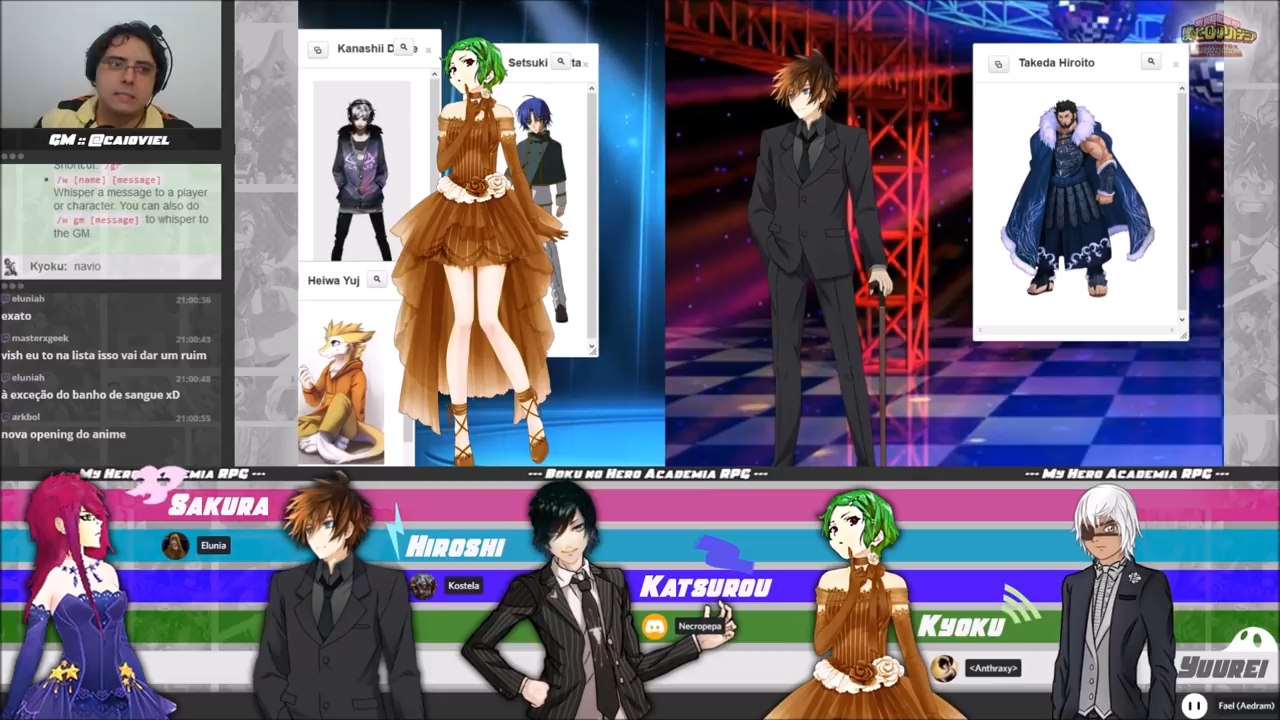 GM :: @CAIOVIEL
Shortcut: /gr
/w [name] [message]
Whisper a message to a player
or character. You can also do
/w gm [message] to whisper to
the GM.
Kyoku: navio
eluniah 21:00:36
exato
masterxgeek 21:00:43
vish eu to na lista isso vai dar um ruim
eluniah 21:00:48
à exceção do banho de sangue xD
arkbol 21:00:55
nova opening do anime
Kanashii
Setsuki
Heiwa Yuj
Takeda Hiroito
--- BOKU NO HERO ACADEMIA RPG ---
--- MY HERO ACADEMIA RPG ---
SAKURA
Elunia
HIROSHI
Kostela
KATSUROU
Necropepa
KYOKU
<Anthraxy>
YUUREI
Fael (Aedram)